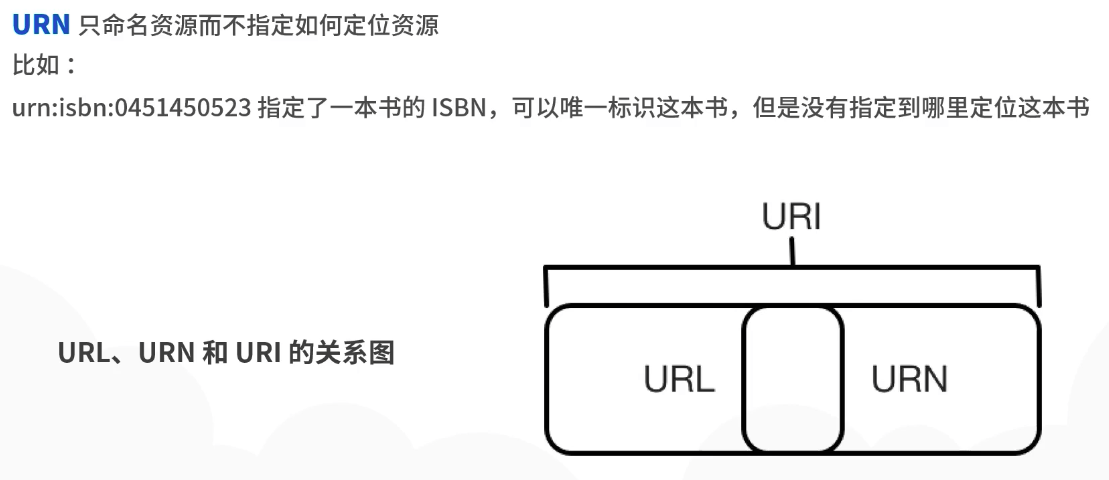 URN 只命名资源而不指定如何定位资源
比如：
urn:isbn:0451450523 指定了一本书的 ISBN，可以唯一标识这本书，但是没有指定到哪里定位这本书
URI
URL、URN 和 URI 的关系图
URL
URN